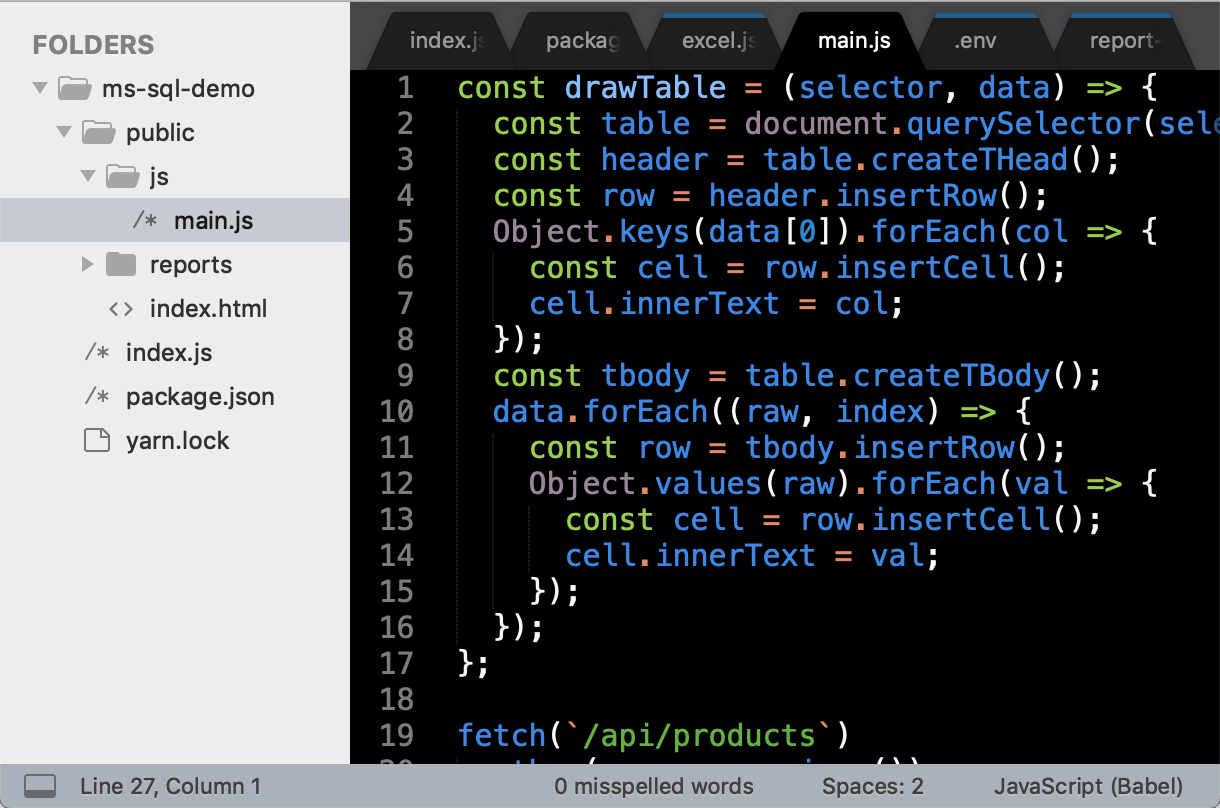 FOLDERS
ms-sql-demo
public
js
/* main.js
reports
<> index.html
/* index.js
/* package.json
yarn.lock
index.js
packag
excel.js
main.js
.env
report-
1 const drawTable = (selector, data) => {
2   const table = document.querySelector(sele
3   const header = table.createTHead();
4   const row = header.insertRow();
5   Object.keys(data[0]).forEach(col => {
6     const cell = row.insertCell();
7     cell.innerText = col;
8   });
9   const tbody = table.createTBody();
10   data.forEach((raw, index) => {
11     const row = tbody.insertRow();
12     Object.values(raw).forEach(val => {
13       const cell = row.insertCell();
14       cell.innerText = val;
15     });
16   });
17 };
18
19 fetch(`/api/products`)
Line 27, Column 1
0 misspelled words
Spaces: 2
JavaScript (Babel)